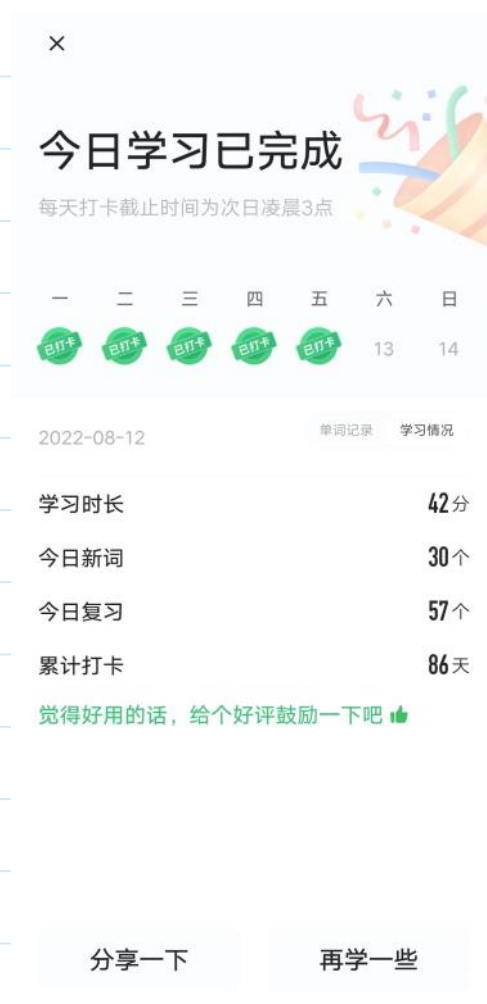 ×
今日学习已完成
每天打卡截止时间为次日凌晨3点
一 二 三 四 五 六 日
已打卡 已打卡 已打卡 已打卡 已打卡 13 14
2022-08-12 单词记录 学习情况
学习时长 42分
今日新词 30个
今日复习 57个
累计打卡 86天
觉得好用的话，给个好评鼓励一下吧
分享一下 再学一些